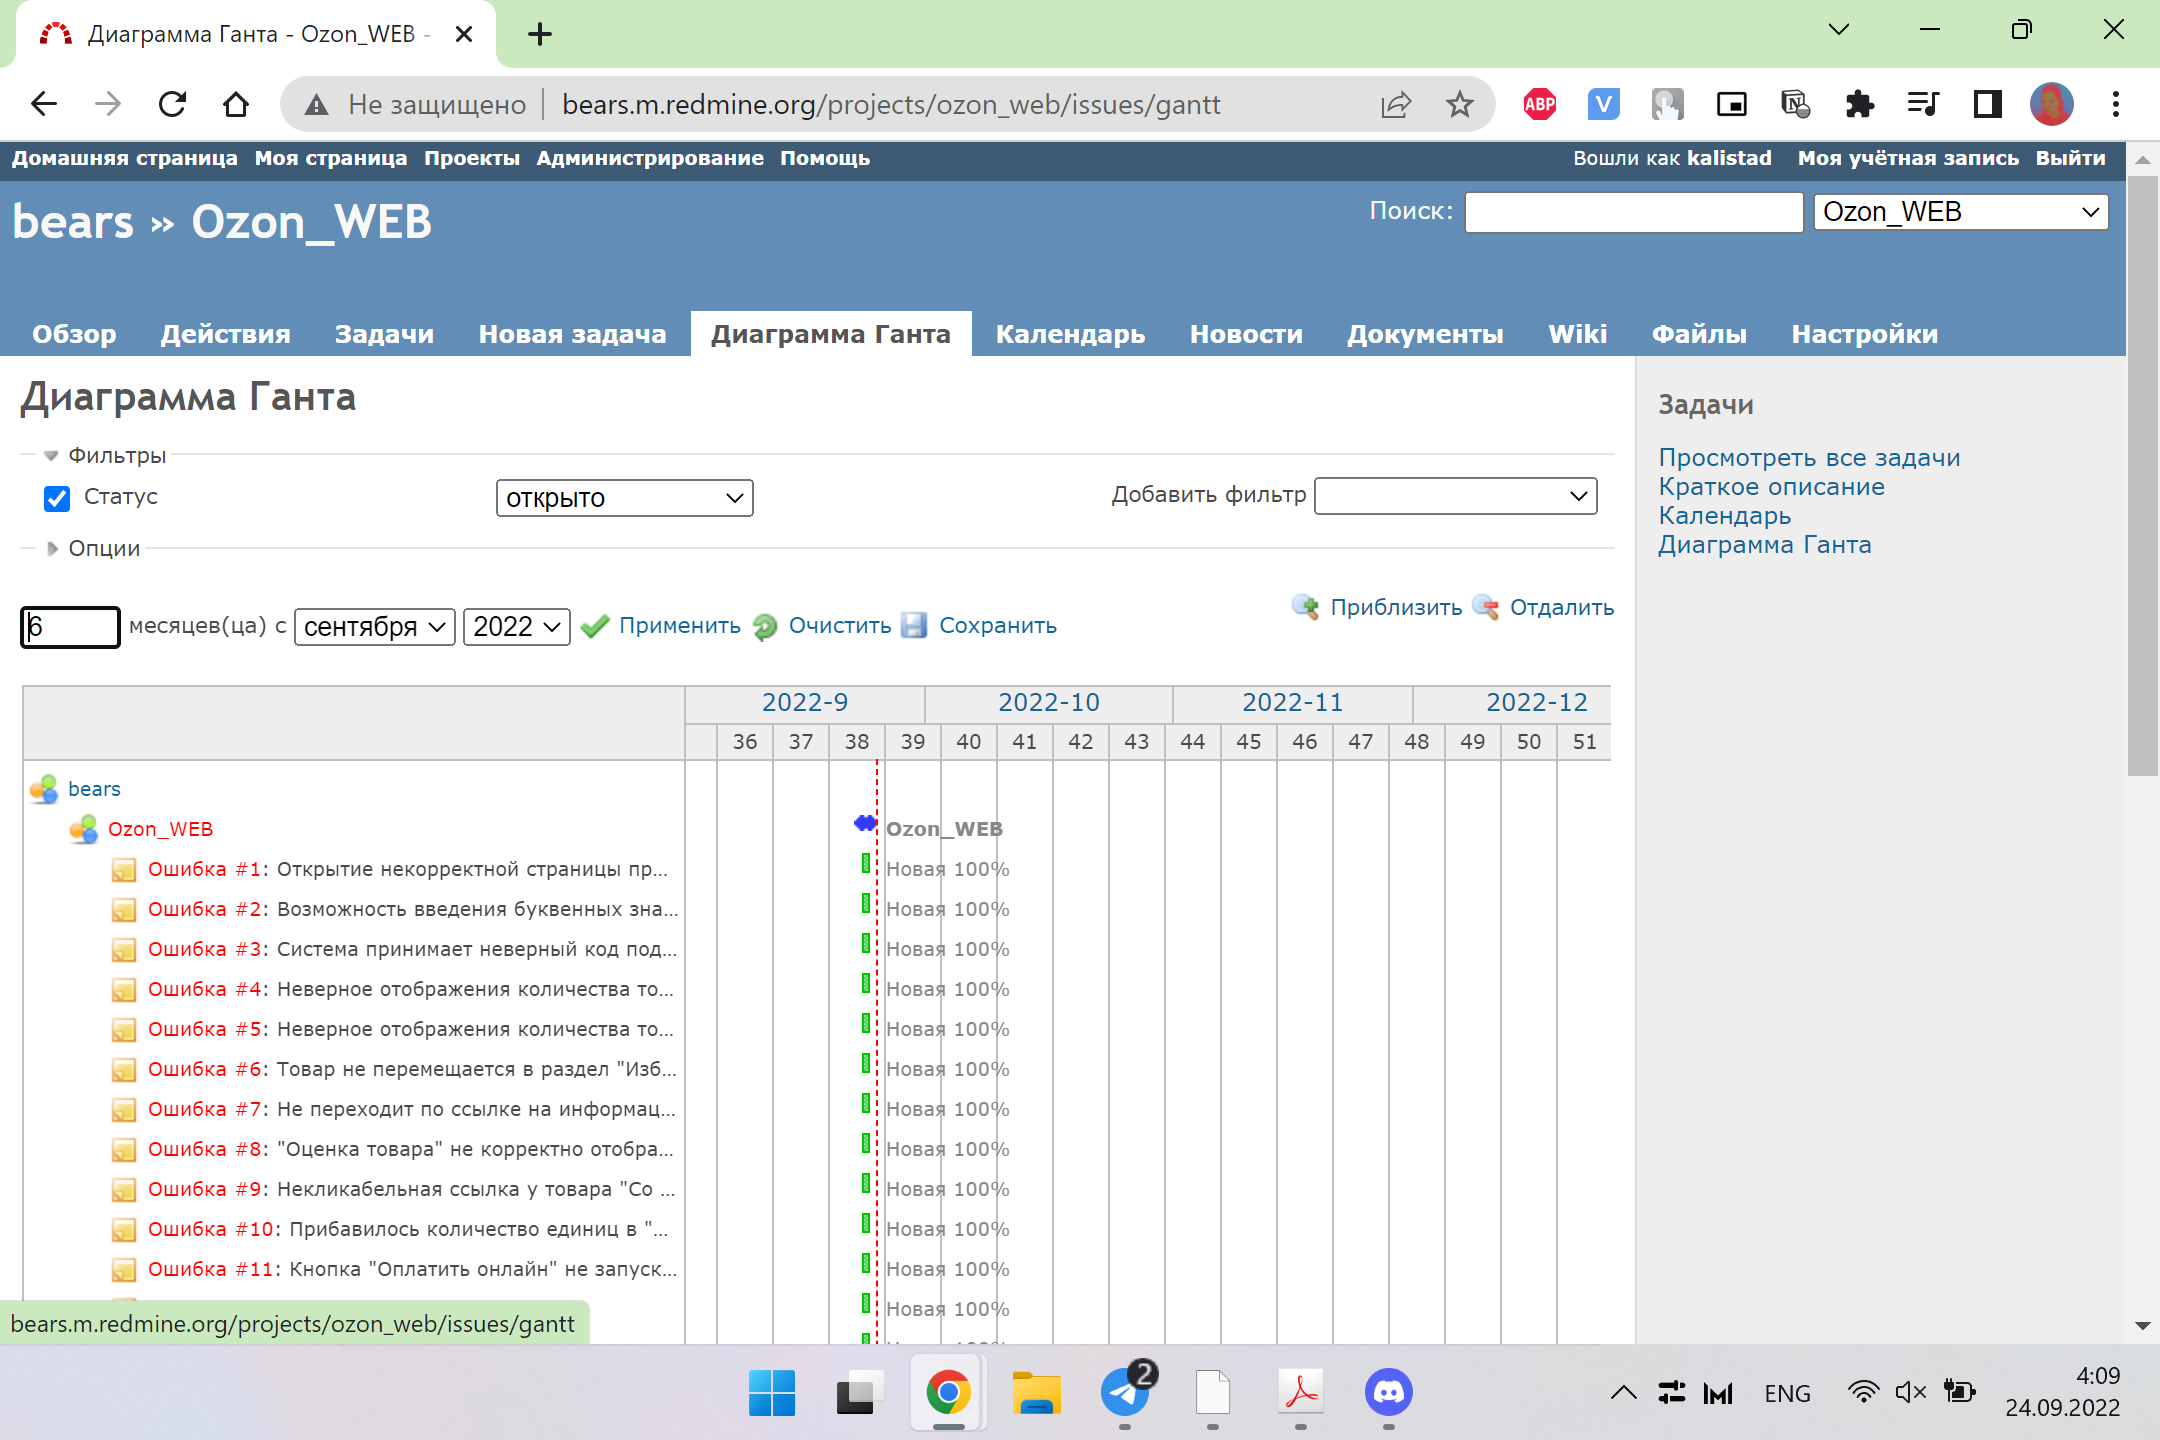 Диаграмма Ганта - Ozon_WEB -
Не защищено
bears.m.redmine.org/projects/ozon_web/issues/gantt
ABP
V
N
Домашняя страница Моя страница Проекты Администрирование Помощь
Вошли как kalistad Моя учётная запись Выйти
bears » Ozon_WEB
Поиск:
Ozon_WEB
Обзор Действия Задачи Новая задача Диаграмма Ганта Календарь Новости Документы Wiki Файлы Настройки
Диаграмма Ганта
Фильтры
Статус
открыто
Добавить фильтр
Опции
6 месяцев(ца) с сентября 2022 Применить Очистить Сохранить
Приблизить Отдалить
Задачи
Просмотреть все задачи
Краткое описание
Календарь
Диаграмма Ганта
2022-9 2022-10 2022-11 2022-12
36 37 38 39 40 41 42 43 44 45 46 47 48 49 50 51
bears
Ozon_WEB Ozon_WEB
Ошибка #1: Открытие некорректной страницы пр... Новая 100%
Ошибка #2: Возможность введения буквенных зна... Новая 100%
Ошибка #3: Система принимает неверный код под... Новая 100%
Ошибка #4: Неверное отображения количества то... Новая 100%
Ошибка #5: Неверное отображения количества то... Новая 100%
Ошибка #6: Товар не перемещается в раздел "Изб... Новая 100%
Ошибка #7: Не переходит по ссылке на информац... Новая 100%
Ошибка #8: "Оценка товара" не корректно отобра... Новая 100%
Ошибка #9: Некликабельная ссылка у товара "Со ... Новая 100%
Ошибка #10: Прибавилось количество единиц в "... Новая 100%
Ошибка #11: Кнопка "Оплатить онлайн" не запуск... Новая 100%
Новая 100%
bears.m.redmine.org/projects/ozon_web/issues/gantt
2
ENG
4:09
24.09.2022